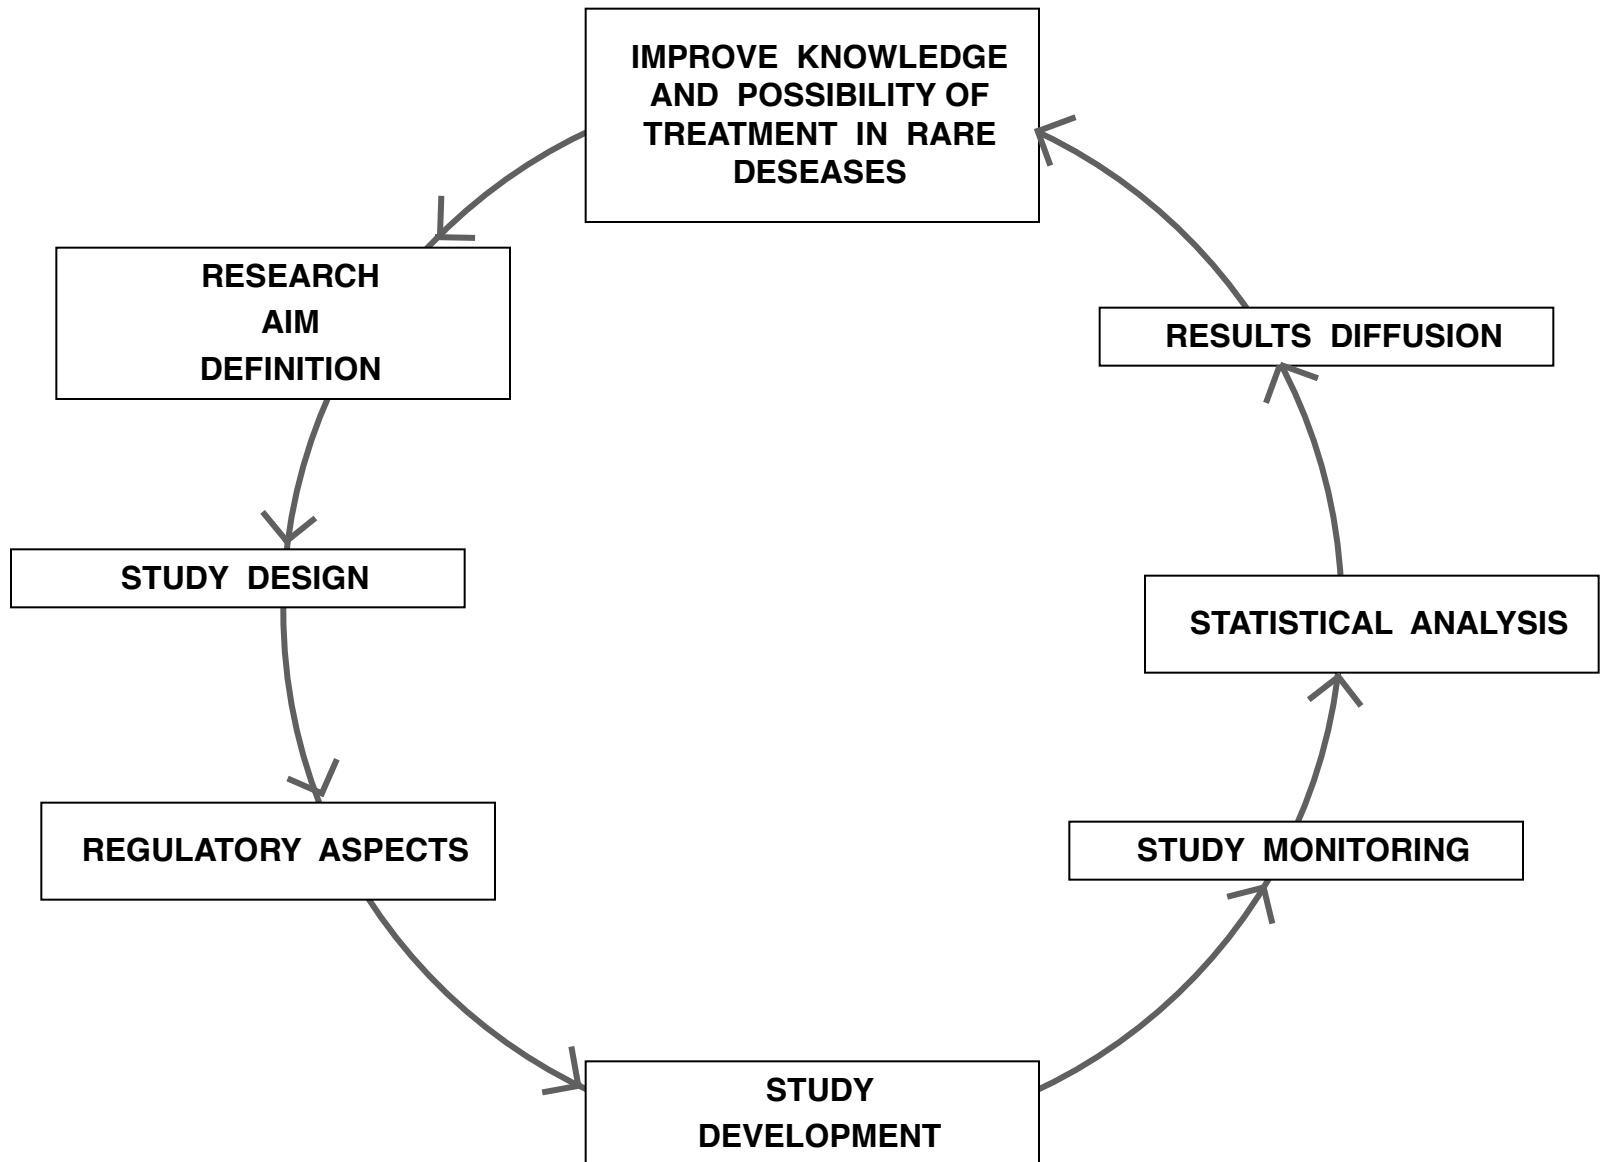 IMPROVE KNOWLEDGE
AND POSSIBILITY OF
TREATMENT IN RARE
DESEASES
RESEARCH
AIM
DEFINITION
STUDY DESIGN
REGULATORY ASPECTS
STUDY
DEVELOPMENT
STUDY MONITORING
STATISTICAL ANALYSIS
RESULTS DIFFUSION